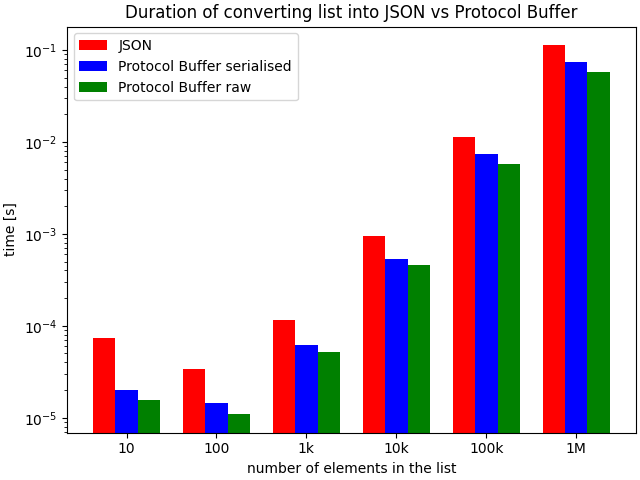 Duration of converting list into JSON vs Protocol Buffer
JSON
Protocol Buffer serialised
Protocol Buffer raw
time [s]
10⁻¹
10⁻²
10⁻³
10⁻⁴
10⁻⁵
10 100 1k 10k 100k 1M
number of elements in the list